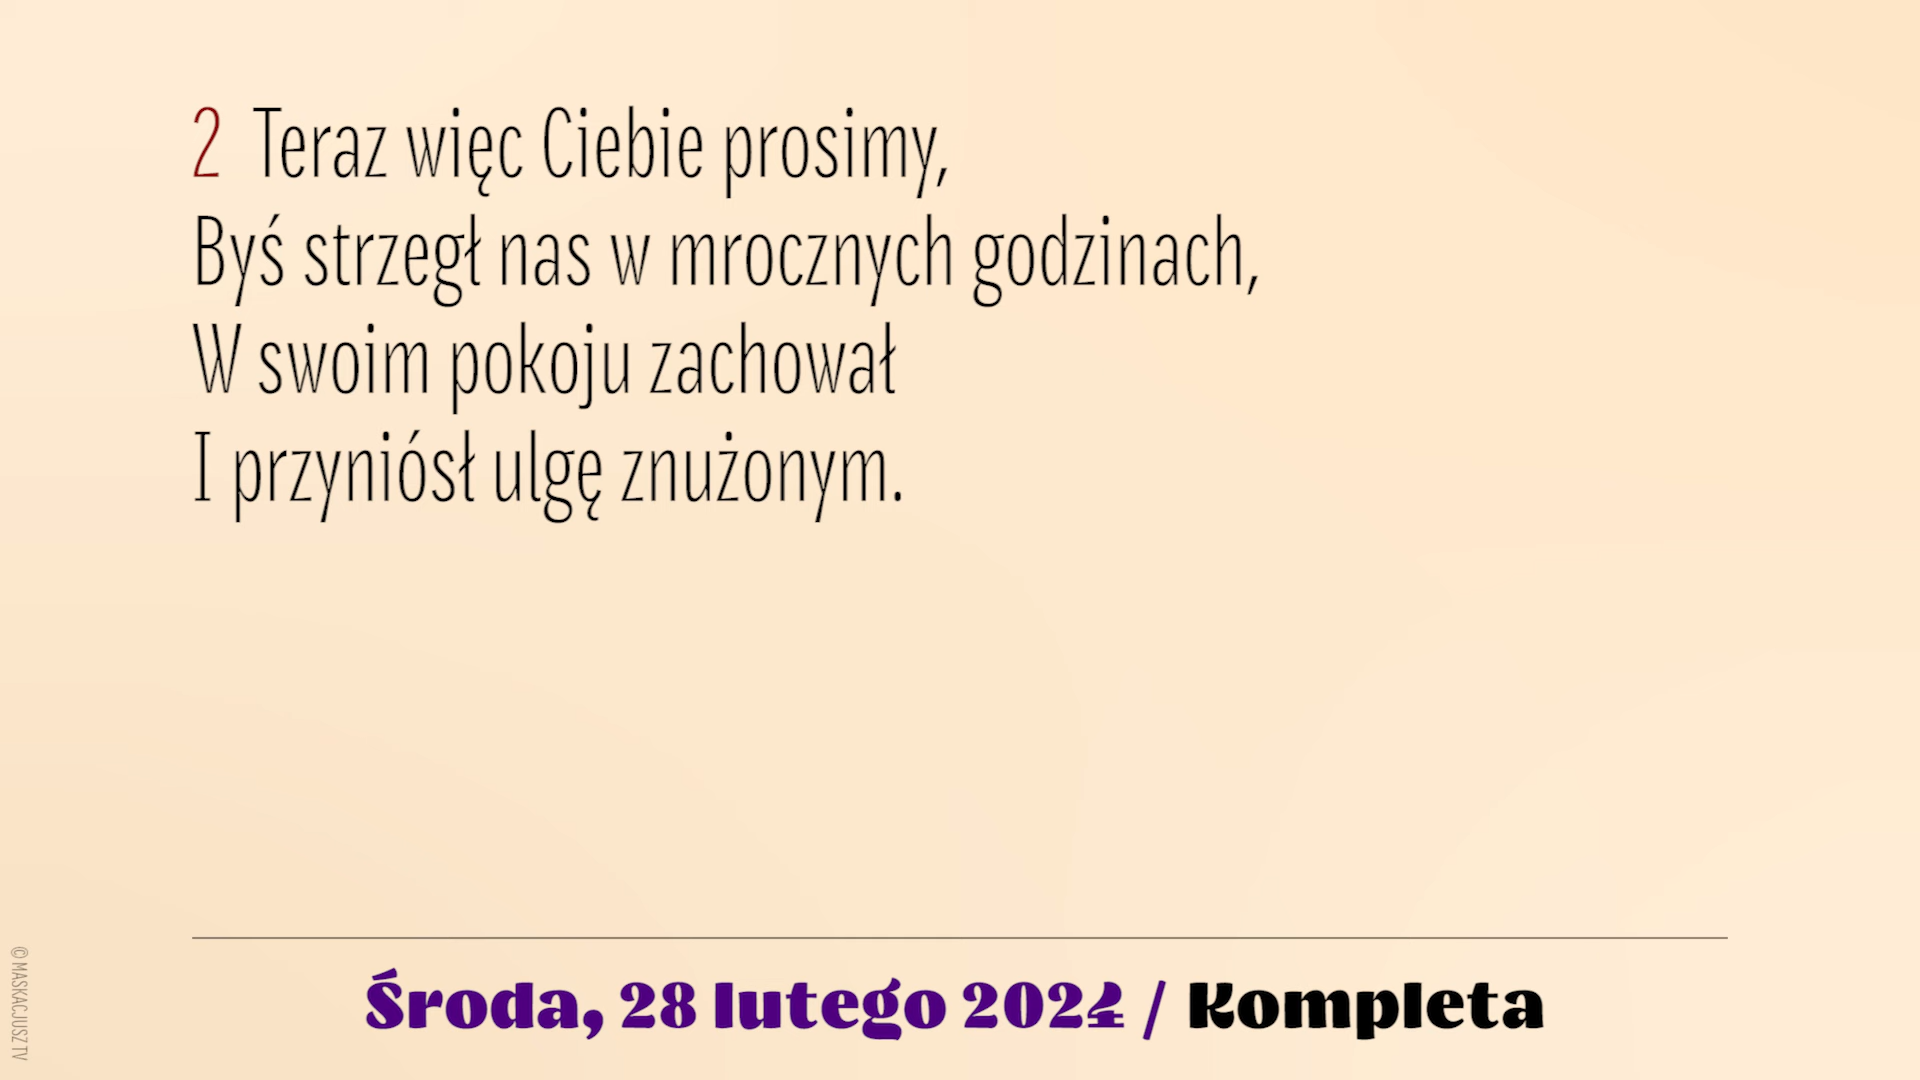 2 Teraz więc Ciebie prosimy,
Byś strzegł nas w mrocznych godzinach,
W swoim pokoju zachował
I przyniósł ulgę znużonym.
Środa, 28 lutego 2024 / Kompleta
© MASKACJUSZ TV